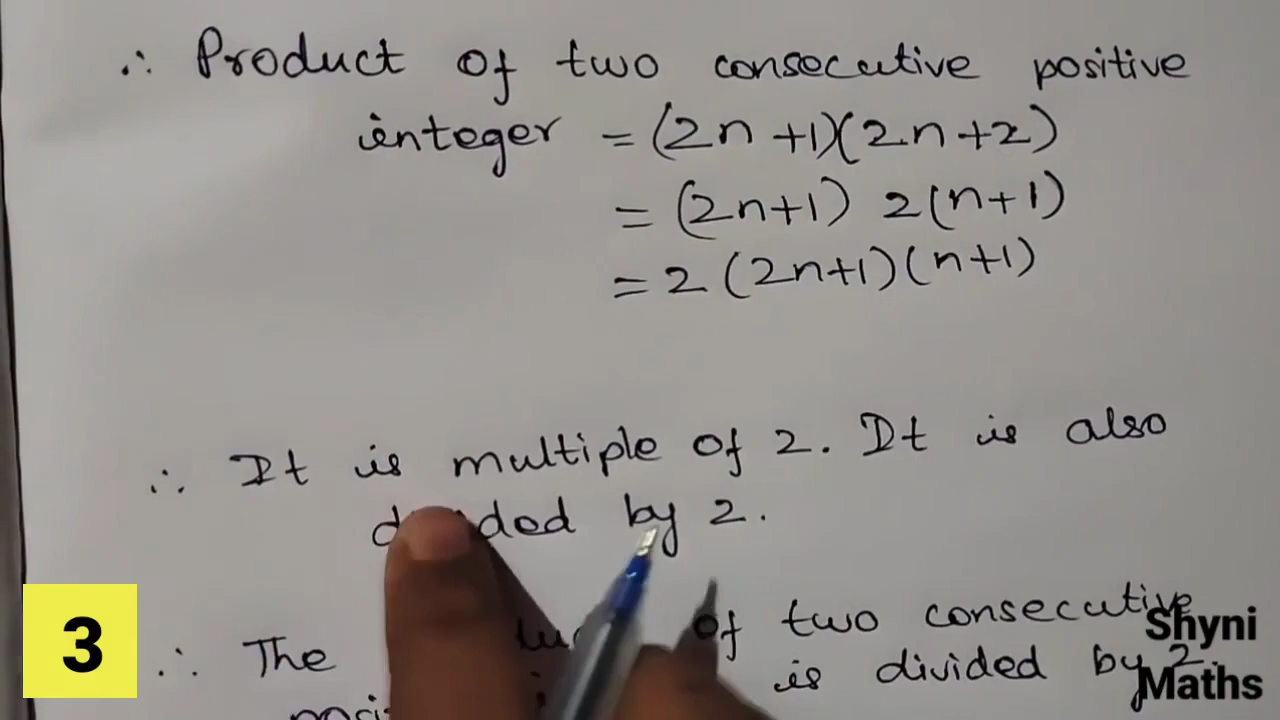 ∴ Product of two consecutive positive
integer = (2n+1)(2n+2)
= (2n+1) 2(n+1)
= 2(2n+1)(n+1)
∴ It is multiple of 2. It is also
by 2.
∴ The of two consecutive
is divided by 2.
3
Shyni
Maths